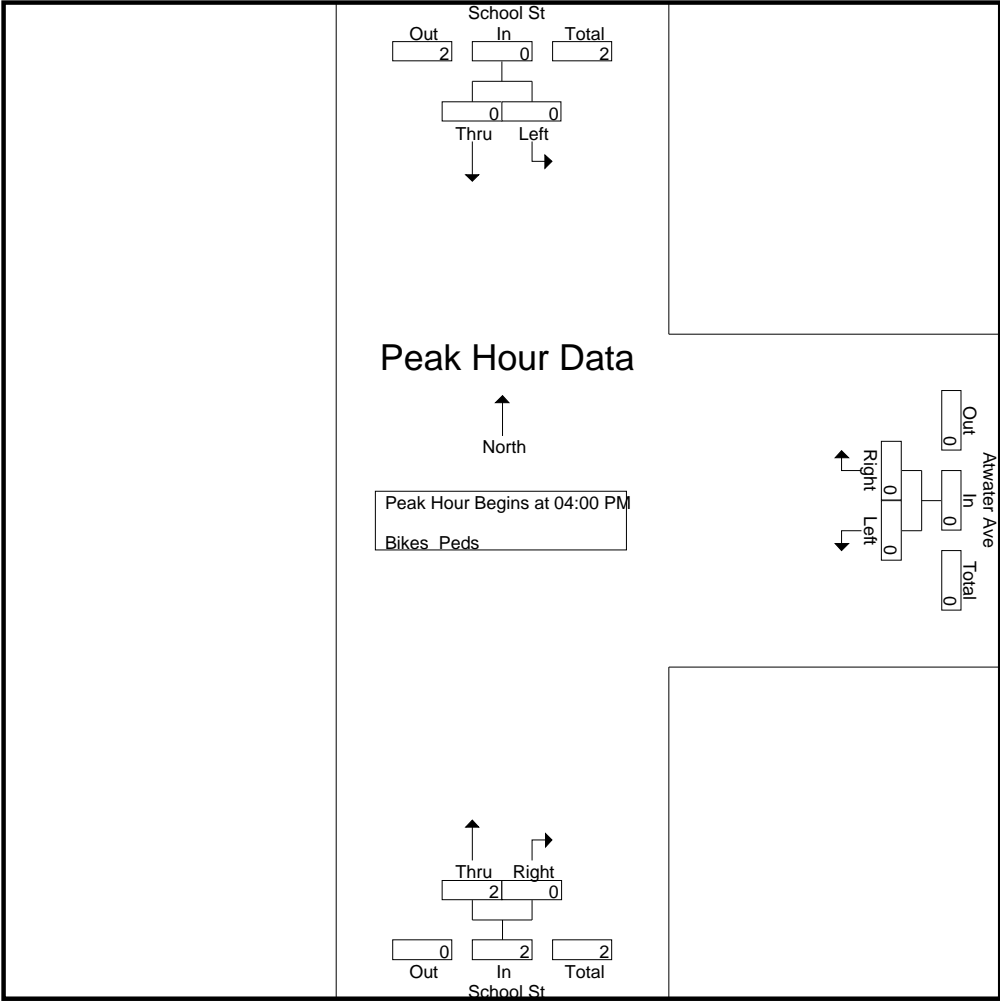 School St
Out In Total
2 0 2
0 0
Thru Left
Peak Hour Data
North
Peak Hour Begins at 04:00 PM
Bikes Peds
Atwater Ave
Out In Total
0 0 0
Right Left
0 0
Thru Right
2 0
0 2 2
Out In Total
School St